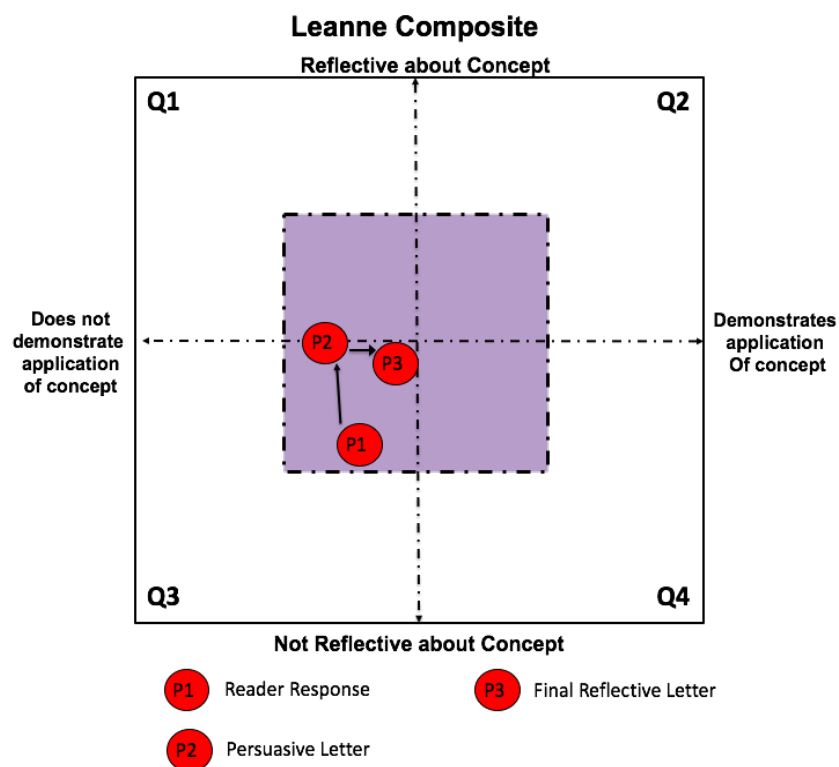 Leanne Composite
Reflective about Concept
Q1
Q2
Does not
demonstrate
application
of concept
Demonstrates
application
Of concept
P2
P3
P1
Q3
Q4
Not Reflective about Concept
P1 Reader Response
P3 Final Reflective Letter
P2 Persuasive Letter